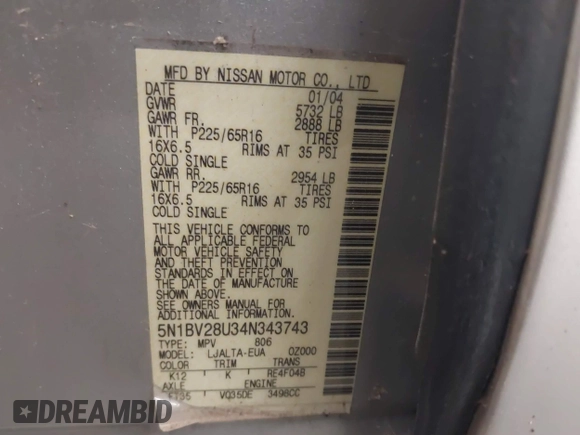 MFD BY NISSAN MOTOR CO., LTD
DATE 01/04
GVWR 5732 LB
GAWR FR. 2888 LB
WITH P225/65R16 TIRES
16X6.5 RIMS AT 35 PSI
COLD SINGLE
GAWR RR. 2954 LB
WITH P225/65R16 TIRES
16X6.5 RIMS AT 35 PSI
COLD SINGLE
THIS VEHICLE CONFORMS TO
ALL APPLICABLE FEDERAL
MOTOR VEHICLE SAFETY
AND THEFT PREVENTION
STANDARDS IN EFFECT ON
THE DATE OF MANUFACTURE
SHOWN ABOVE.
SEE OWNERS MANUAL FOR
ADDITIONAL INFORMATION
5N1BV28U34N343743
TYPE: MPV 806
MODEL: LJALTA-EUA 0Z000
COLOR TRIM TRANS
K12 K RE4F04B
AXLE ENGINE
FT35 VQ35DE 3498CC
DREAMBID